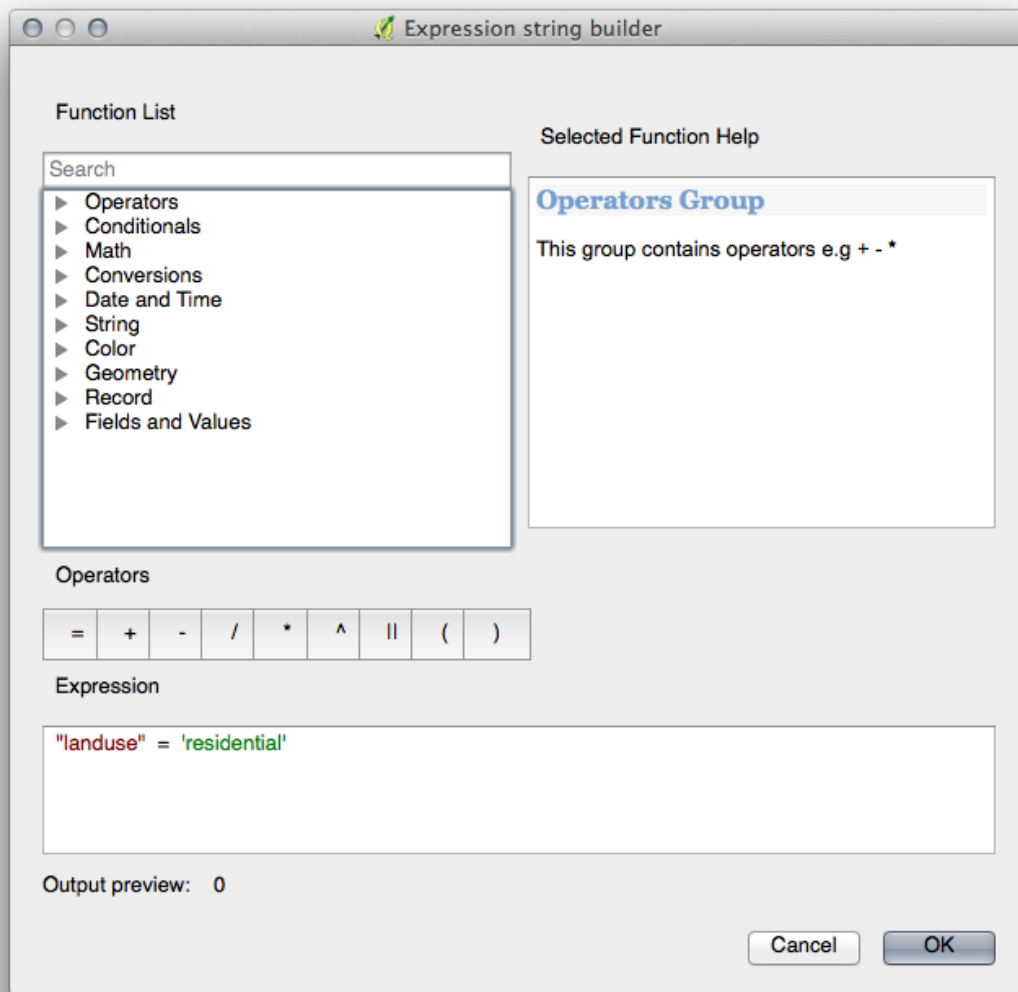 Expression string builder
Function List
Selected Function Help
Search
Operators
Conditionals
Math
Conversions
Date and Time
String
Color
Geometry
Record
Fields and Values
Operators Group
This group contains operators e.g + - *
Operators
= + - / * ^ || ( )
Expression
"landuse" = 'residential'
Output preview: 0
Cancel OK